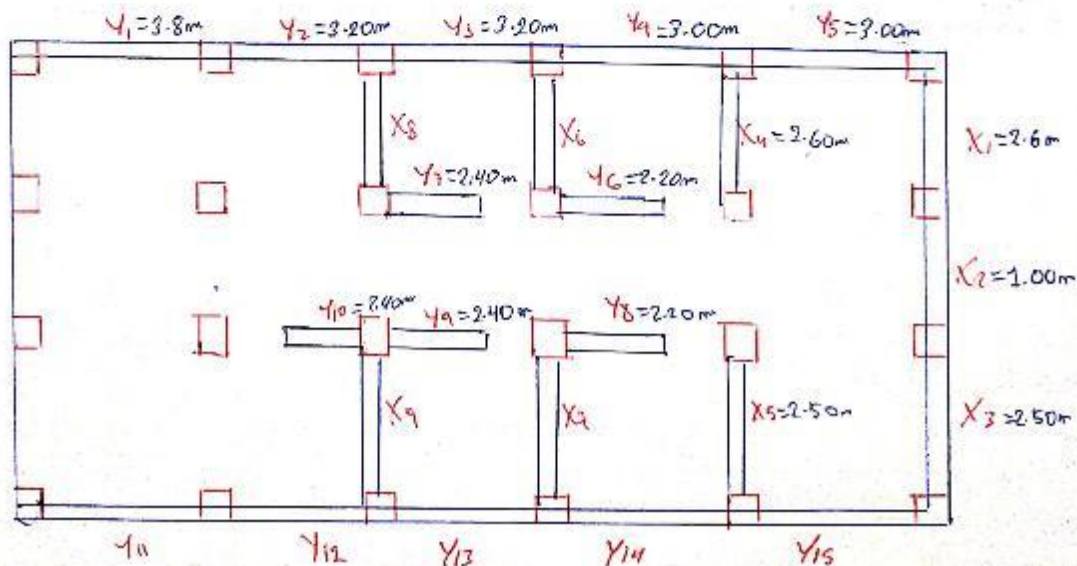 Y1=3.8m Y2=3.20m Y3=3.20m Y4=3.00m Y5=3.00m
X8 X6 X4=2.60m X1=2.6m
Y7=2.40m Y6=2.20m
X2=1.00m
Y10=2.40m Y9=2.40m Y8=2.20m
X9 X5=2.50m X3=2.50m
Y11 Y12 Y13 Y14 Y15